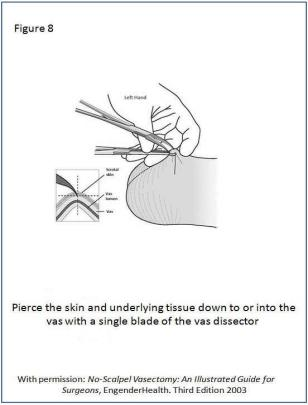 Figure 8
Left Hand
Scrotal
skin
Vas
lumen
Vas
Pierce the skin and underlying tissue down to or into the
vas with a single blade of the vas dissector
With permission: No-Scalpel Vasectomy: An Illustrated Guide for
Surgeons, EngenderHealth. Third Edition 2003